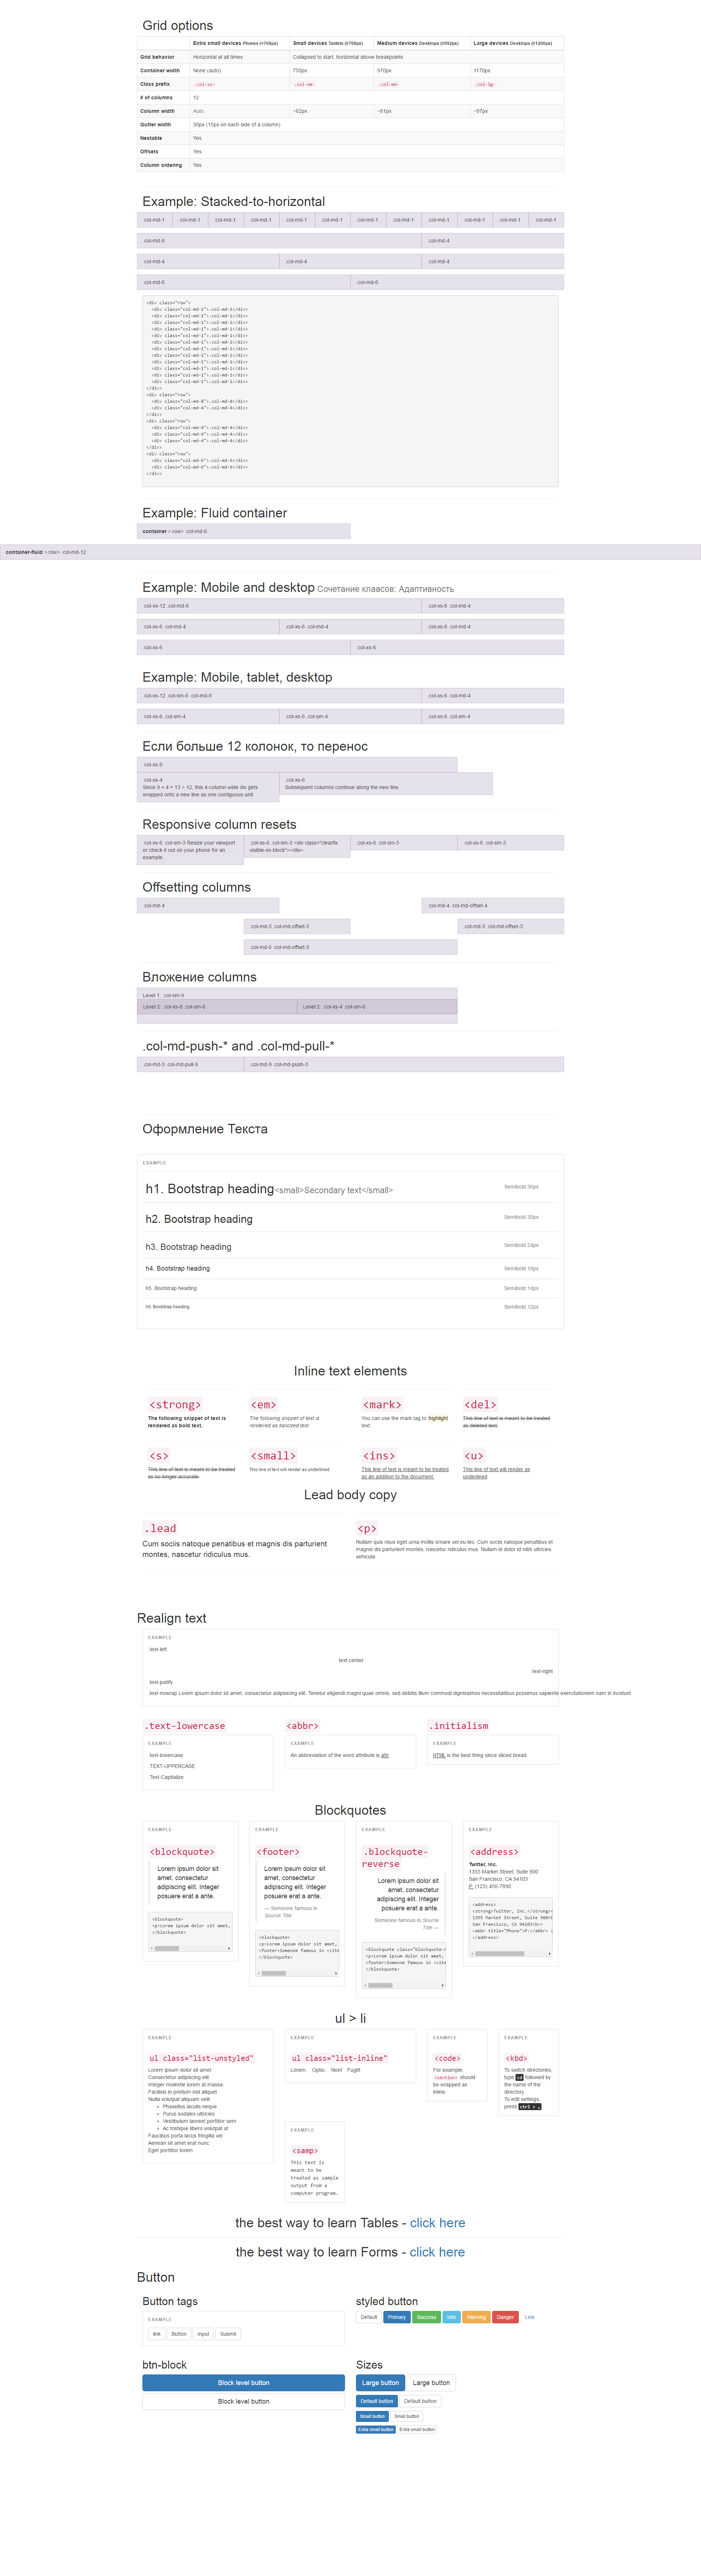 Grid options
Extra small devices Phones (<768px) Small devices Tablets (≥768px) Medium devices Desktops (≥992px) Large devices Desktops (≥1200px)
Grid behavior Horizontal at all times Collapsed to start, horizontal above breakpoints
Container width None (auto) 750px 970px 1170px
Class prefix .col-xs- .col-sm- .col-md- .col-lg-
# of columns 12
Column width Auto ~62px ~81px ~97px
Gutter width 30px (15px on each side of a column)
Nestable Yes
Offsets Yes
Column ordering Yes
Example: Stacked-to-horizontal
.col-md-1 .col-md-1 .col-md-1 .col-md-1 .col-md-1 .col-md-1 .col-md-1 .col-md-1 .col-md-1 .col-md-1 .col-md-1 .col-md-1
.col-md-8 .col-md-4
.col-md-4 .col-md-4 .col-md-4
.col-md-6 .col-md-6
<div class="row">
<div class="col-md-1">.col-md-1</div>
<div class="col-md-1">.col-md-1</div>
<div class="col-md-1">.col-md-1</div>
<div class="col-md-1">.col-md-1</div>
<div class="col-md-1">.col-md-1</div>
<div class="col-md-1">.col-md-1</div>
<div class="col-md-1">.col-md-1</div>
<div class="col-md-1">.col-md-1</div>
<div class="col-md-1">.col-md-1</div>
<div class="col-md-1">.col-md-1</div>
<div class="col-md-1">.col-md-1</div>
<div class="col-md-1">.col-md-1</div>
</div>
<div class="row">
<div class="col-md-8">.col-md-8</div>
<div class="col-md-4">.col-md-4</div>
</div>
<div class="row">
<div class="col-md-4">.col-md-4</div>
<div class="col-md-4">.col-md-4</div>
<div class="col-md-4">.col-md-4</div>
</div>
<div class="row">
<div class="col-md-6">.col-md-6</div>
<div class="col-md-6">.col-md-6</div>
</div>
Example: Fluid container
container > row> .col-md-6
container-fluid > row> .col-md-12
Example: Mobile and desktop Сочетание клаасов: Адаптивность
.col-xs-12 .col-md-8 .col-xs-6 .col-md-4
.col-xs-6 .col-md-4 .col-xs-6 .col-md-4 .col-xs-6 .col-md-4
.col-xs-6 .col-xs-6
Example: Mobile, tablet, desktop
.col-xs-12 .col-sm-6 .col-md-8 .col-xs-6 .col-md-4
.col-xs-6 .col-sm-4 .col-xs-6 .col-sm-4 .col-xs-6 .col-sm-4
Если больше 12 колонок, то перенос
.col-xs-9
.col-xs-4
Since 9 + 4 = 13 > 12, this 4-column-wide div gets
wrapped onto a new line as one contiguous unit.
.col-xs-6
Subsequent columns continue along the new line.
Responsive column resets
.col-xs-6 .col-sm-3 Resize your viewport
or check it out on your phone for an
example.
.col-xs-6 .col-sm-3 <div class="clearfix
visible-xs-block"></div>
.col-xs-6 .col-sm-3
.col-xs-6 .col-sm-3
Offsetting columns
.col-md-4 .col-md-4 .col-md-offset-4
.col-md-3 .col-md-offset-3 .col-md-3 .col-md-offset-3
.col-md-6 .col-md-offset-3
Вложение columns
Level 1: .col-sm-9
Level 2: .col-xs-8 .col-sm-6 Level 2: .col-xs-4 .col-sm-6
.col-md-push-* and .col-md-pull-*
.col-md-3 .col-md-pull-9 .col-md-9 .col-md-push-3
Оформление Текста
EXAMPLE
h1. Bootstrap heading<small>Secondary text</small> Semibold 36px
h2. Bootstrap heading Semibold 30px
h3. Bootstrap heading Semibold 24px
h4. Bootstrap heading Semibold 18px
h5. Bootstrap heading Semibold 14px
h6. Bootstrap heading Semibold 12px
Inline text elements
<strong>
The following snippet of text is
rendered as bold text.
<em>
The following snippet of text is
rendered as italicized text.
<mark>
You can use the mark tag to highlight
text.
<del>
This line of text is meant to be treated
as deleted text.
<s>
This line of text is meant to be treated
as no longer accurate.
<small>
This line of text will render as underlined
<ins>
This line of text is meant to be treated
as an addition to the document.
<u>
This line of text will render as
underlined
Lead body copy
.lead
Cum sociis natoque penatibus et magnis dis parturient
montes, nascetur ridiculus mus.
<p>
Nullam quis risus eget urna mollis ornare vel eu leo. Cum sociis natoque penatibus et
magnis dis parturient montes, nascetur ridiculus mus. Nullam id dolor id nibh ultricies
vehicula.
Realign text
EXAMPLE
.text-left
.text-center
.text-right
.text-justify
.text-nowrap Lorem ipsum dolor sit amet, consectetur adipisicing elit. Tenetur eligendi magni quae omnis, sed debitis illum commodi dignissimos necessitatibus possimus sapiente exercitationem nam in incidunt
.text-lowercase
EXAMPLE
.text-lowercase
.TEXT-UPPERCASE
.Text-Capitalize
<abbr>
EXAMPLE
An abbreviation of the word attribute is attr.
.initialism
EXAMPLE
HTML is the best thing since sliced bread.
Blockquotes
EXAMPLE
<blockquote>
Lorem ipsum dolor sit
amet, consectetur
adipiscing elit. Integer
posuere erat a ante.
<blockquote>
<p>Lorem ipsum dolor sit amet,
</blockquote>
EXAMPLE
<footer>
Lorem ipsum dolor sit
amet, consectetur
adipiscing elit. Integer
posuere erat a ante.
— Someone famous in
Source Title
<blockquote>
<p>Lorem ipsum dolor sit amet,
<footer>Someone famous in <cite
</blockquote>
EXAMPLE
.blockquote-
reverse
Lorem ipsum dolor sit
amet, consectetur
adipiscing elit. Integer
posuere erat a ante.
Someone famous in Source
Title —
<blockquote class="blockquote-
<p>Lorem ipsum dolor sit amet,
<footer>Someone famous in <cite
</blockquote>
EXAMPLE
<address>
Twitter, Inc.
1355 Market Street, Suite 900
San Francisco, CA 94103
P: (123) 456-7890
<address>
<strong>Twitter, Inc.</strong>
1355 Market Street, Suite 900<
San Francisco, CA 94103<br>
<abbr title="Phone">P:</abbr> (
</address>
ul > li
EXAMPLE
ul class="list-unstyled"
Lorem ipsum dolor sit amet
Consectetur adipiscing elit
Integer molestie lorem at massa
Facilisis in pretium nisl aliquet
Nulla volutpat aliquam velit
Phasellus iaculis neque
Purus sodales ultricies
Vestibulum laoreet porttitor sem
Ac tristique libero volutpat at
Faucibus porta lacus fringilla vel
Aenean sit amet erat nunc
Eget porttitor lorem
EXAMPLE
ul class="list-inline"
Lorem. Optio. Non! Fugit!
EXAMPLE
<code>
For example,
<section> should
be wrapped as
inline.
EXAMPLE
<kbd>
To switch directories,
type cd followed by
the name of the
directory.
To edit settings,
press ctrl + ,
EXAMPLE
<samp>
This text is
meant to be
treated as sample
output from a
computer program.
the best way to learn Tables - click here
the best way to learn Forms - click here
Button
Button tags
EXAMPLE
link Button Input Submit
styled button
Default Primary Success Info Warning Danger Link
btn-block
Block level button
Block level button
Sizes
Large button Large button
Default button Default button
Small button Small button
Extra small button Extra small button